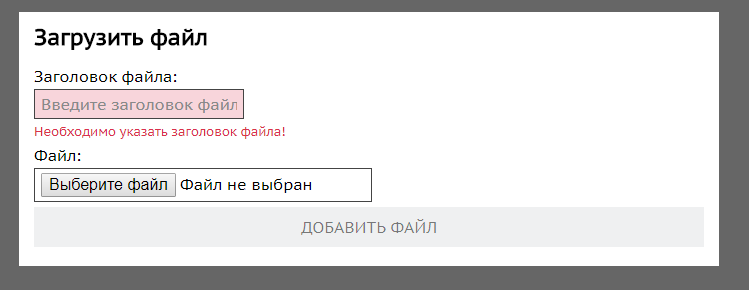 Загрузить файл
Заголовок файла:
Введите заголовок файл
Необходимо указать заголовок файла!
Файл:
Выберите файл Файл не выбран
ДОБАВИТЬ ФАЙЛ